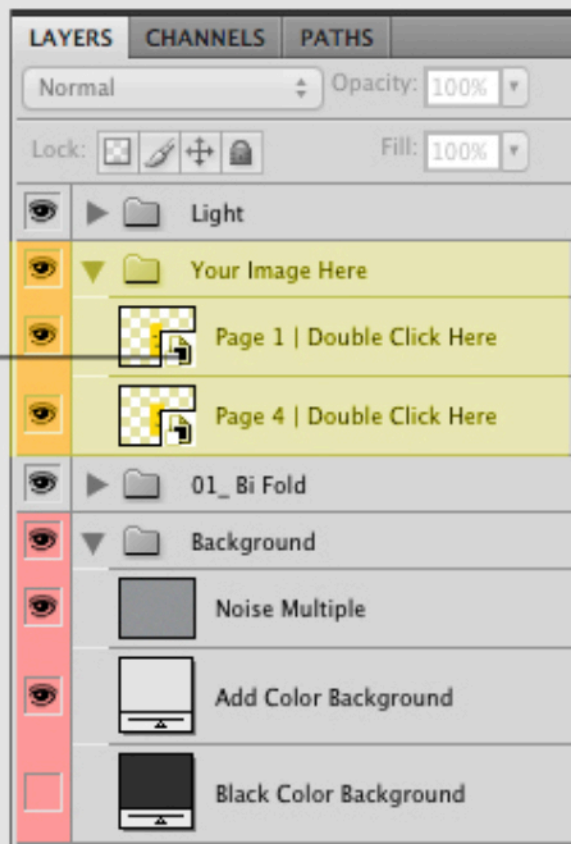 LAYERS CHANNELS PATHS
Normal Opacity: 100%
Lock: Fill: 100%
Light
Your Image Here
Page 1 | Double Click Here
Page 4 | Double Click Here
01_ Bi Fold
Background
Noise Multiple
Add Color Background
Black Color Background